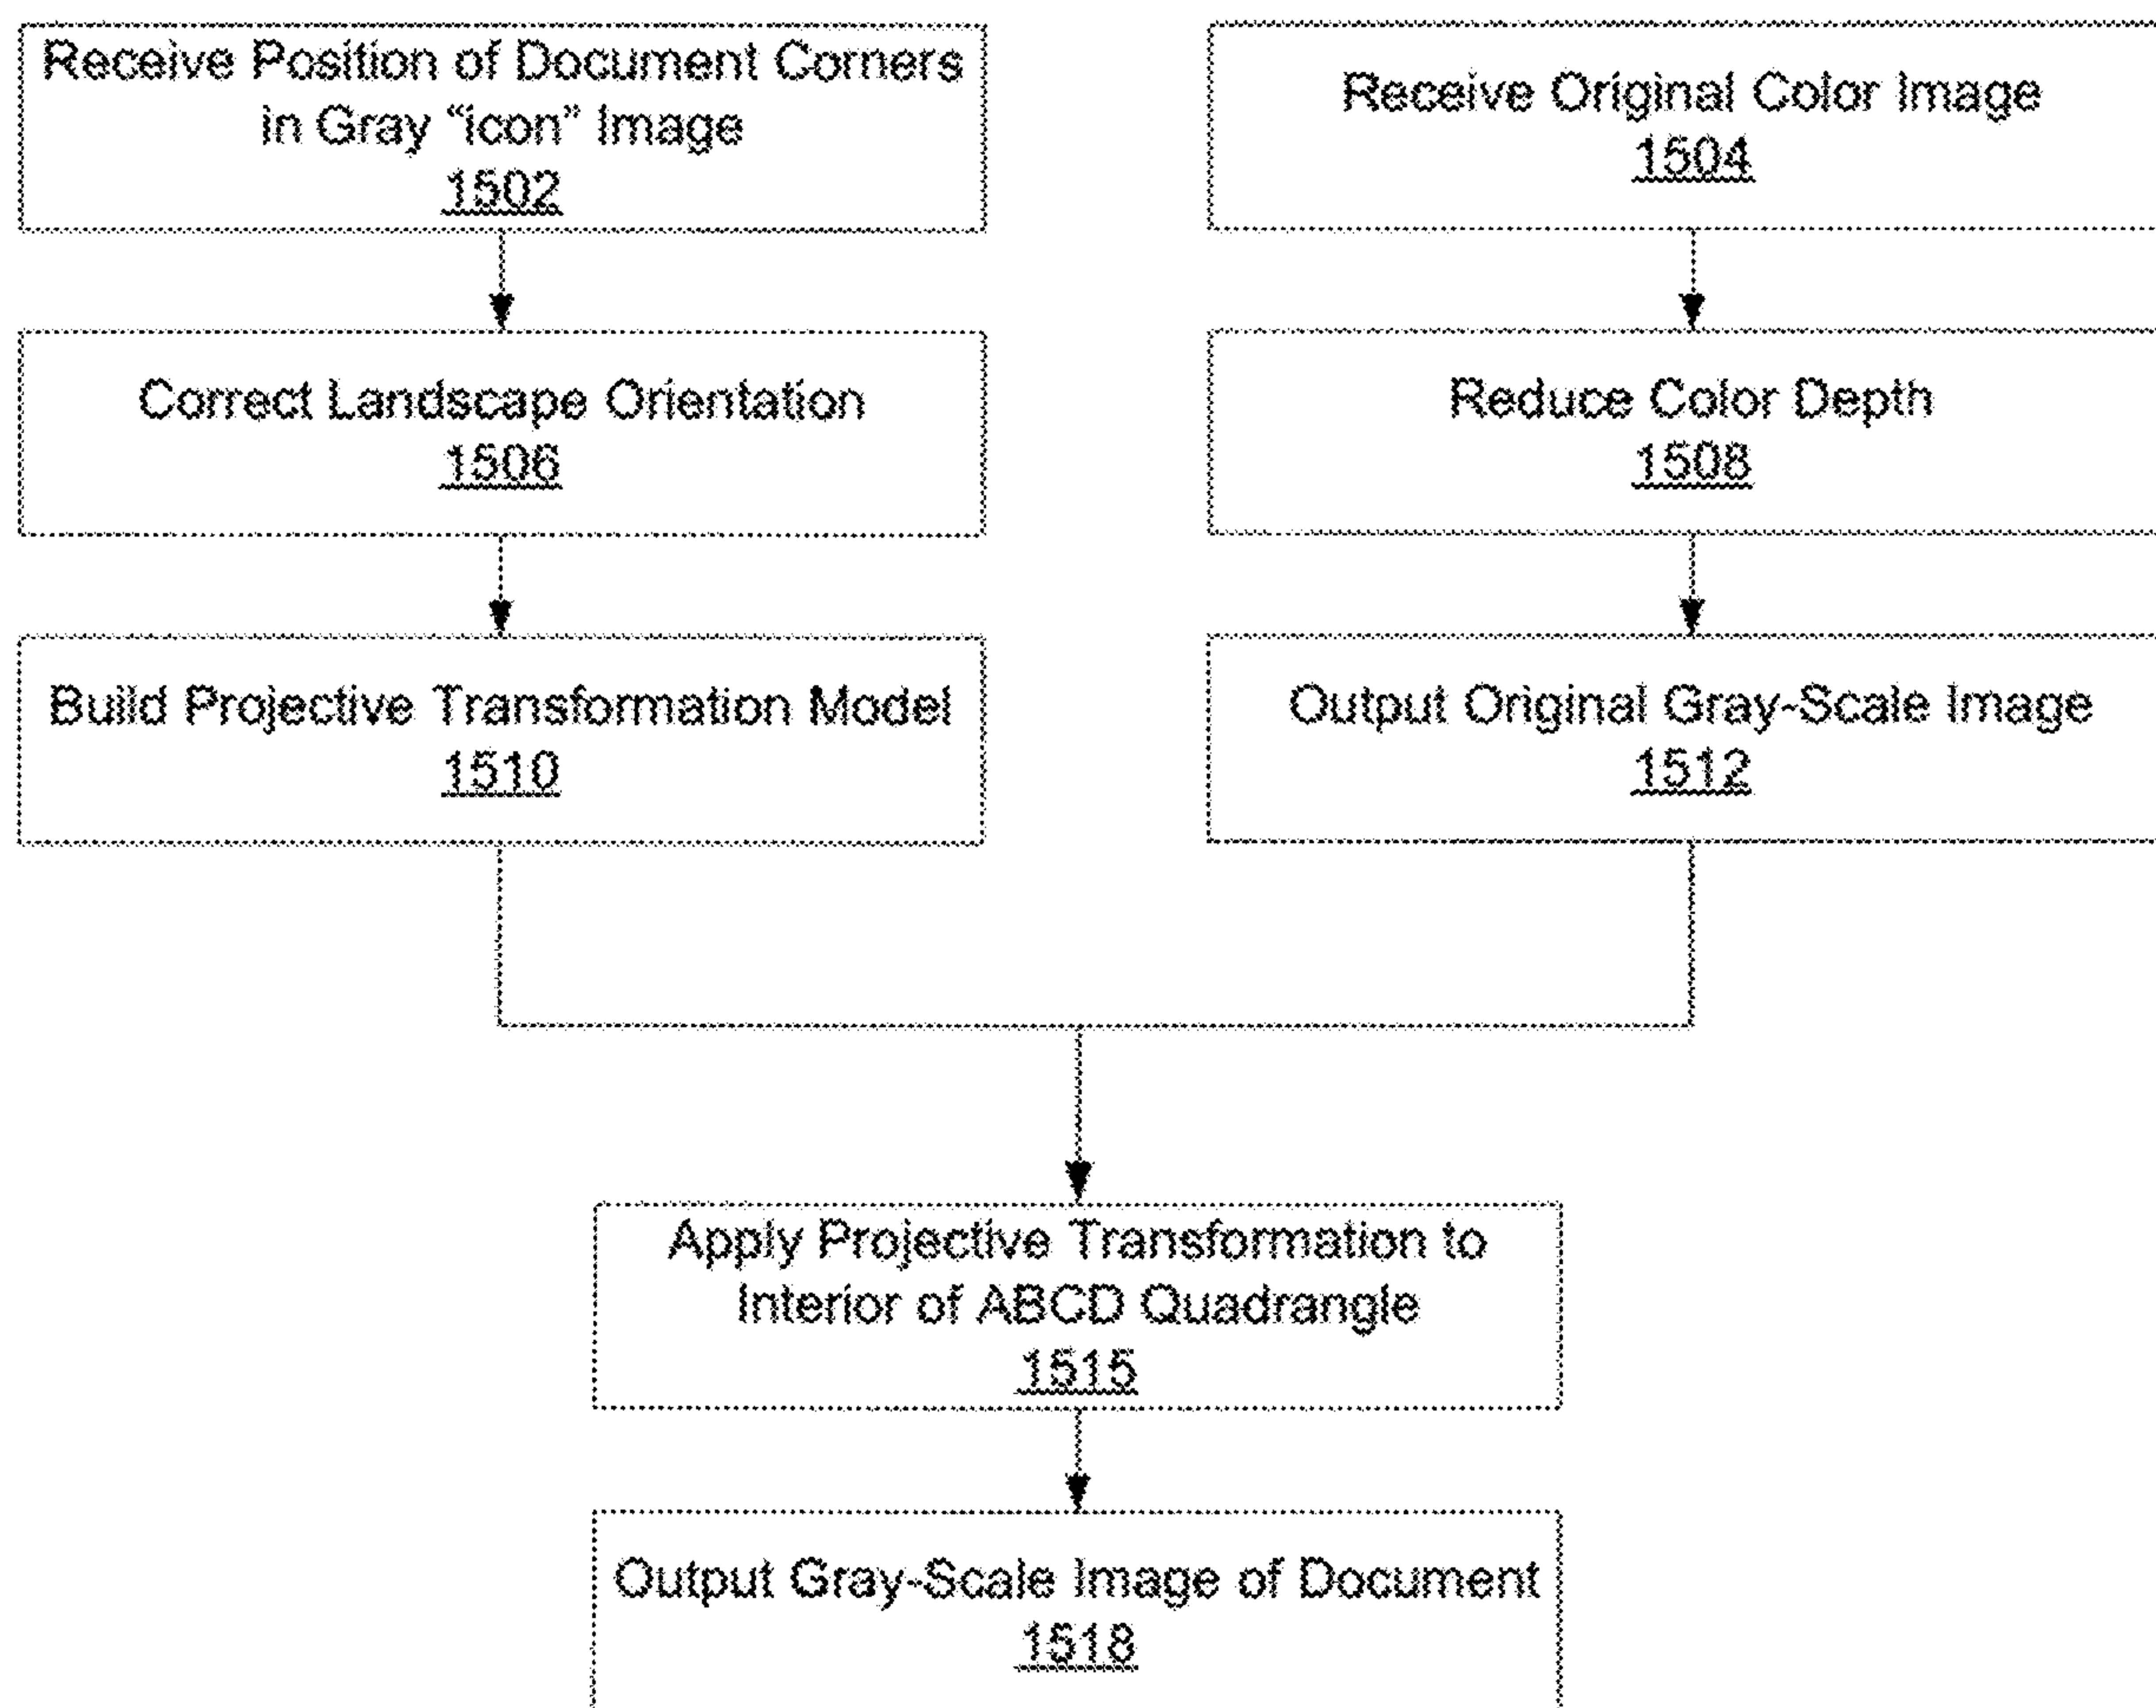 Receive Position of Document Corners
in Gray “icon” Image
1502
Receive Original Color Image
1504
Correct Landscape Orientation
1506
Reduce Color Depth
1508
Build Projective Transformation Model
1510
Output Original Gray-Scale Image
1512
Apply Projective Transformation to
Interior of ABCD Quadrangle
1515
Output Gray-Scale Image of Document
1518